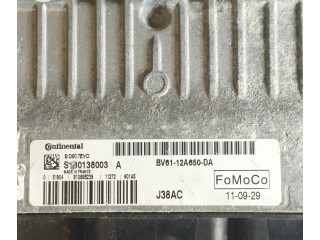 Continental
SID807EVO
S180138003 A
MADE IN FRANCE
BV61-12A650-DA
J38AC
FoMoCo
11-09-29